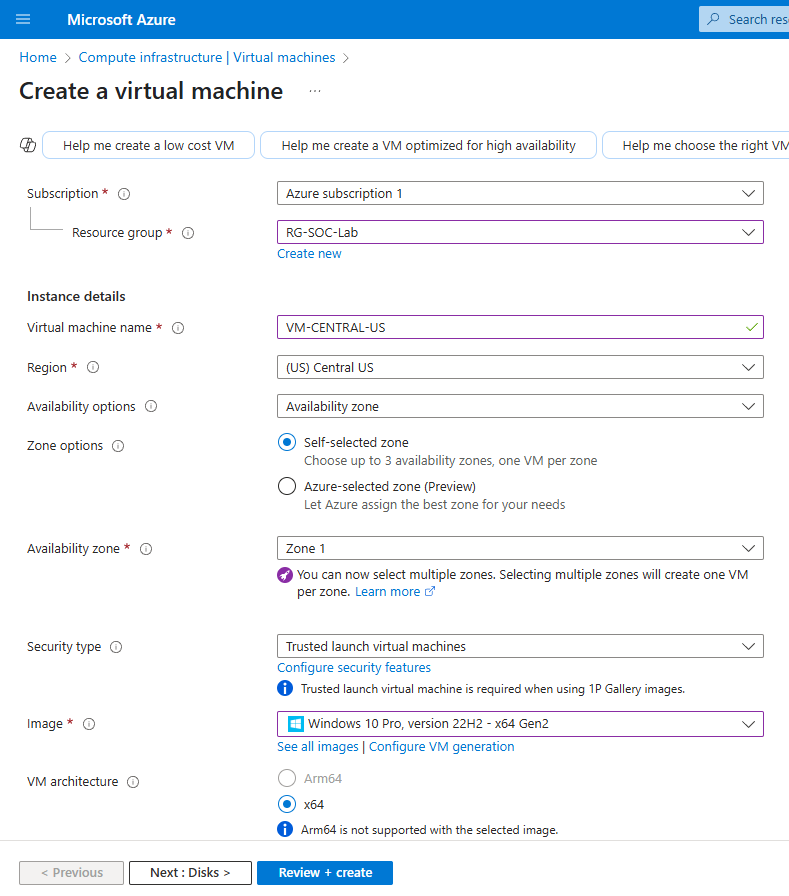 Microsoft Azure
Search res
Home > Compute infrastructure | Virtual machines >
Create a virtual machine ...
Help me create a low cost VM
Help me create a VM optimized for high availability
Help me choose the right VM
Subscription *
Azure subscription 1
Resource group *
RG-SOC-Lab
Create new
Instance details
Virtual machine name *
VM-CENTRAL-US
Region *
(US) Central US
Availability options
Availability zone
Zone options
Self-selected zone
Choose up to 3 availability zones, one VM per zone
Azure-selected zone (Preview)
Let Azure assign the best zone for your needs
Availability zone *
Zone 1
You can now select multiple zones. Selecting multiple zones will create one VM
per zone. Learn more
Security type
Trusted launch virtual machines
Configure security features
Trusted launch virtual machine is required when using 1P Gallery images.
Image *
Windows 10 Pro, version 22H2 - x64 Gen2
See all images | Configure VM generation
VM architecture
Arm64
x64
Arm64 is not supported with the selected image.
< Previous
Next : Disks >
Review + create